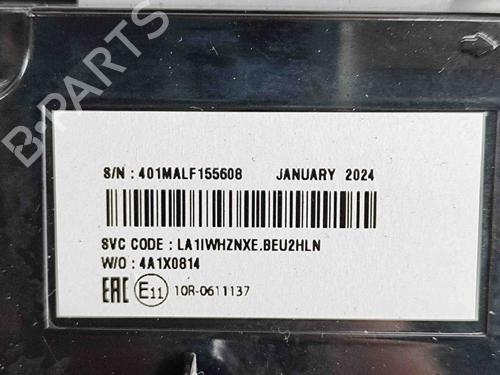 B-PARTS
S/N : 401MALF155608 JANUARY 2024
SVC CODE : LA1IWHZNXE.BEU2HLN
W/O : 4A1X0814
EAC E11 10R-0611137